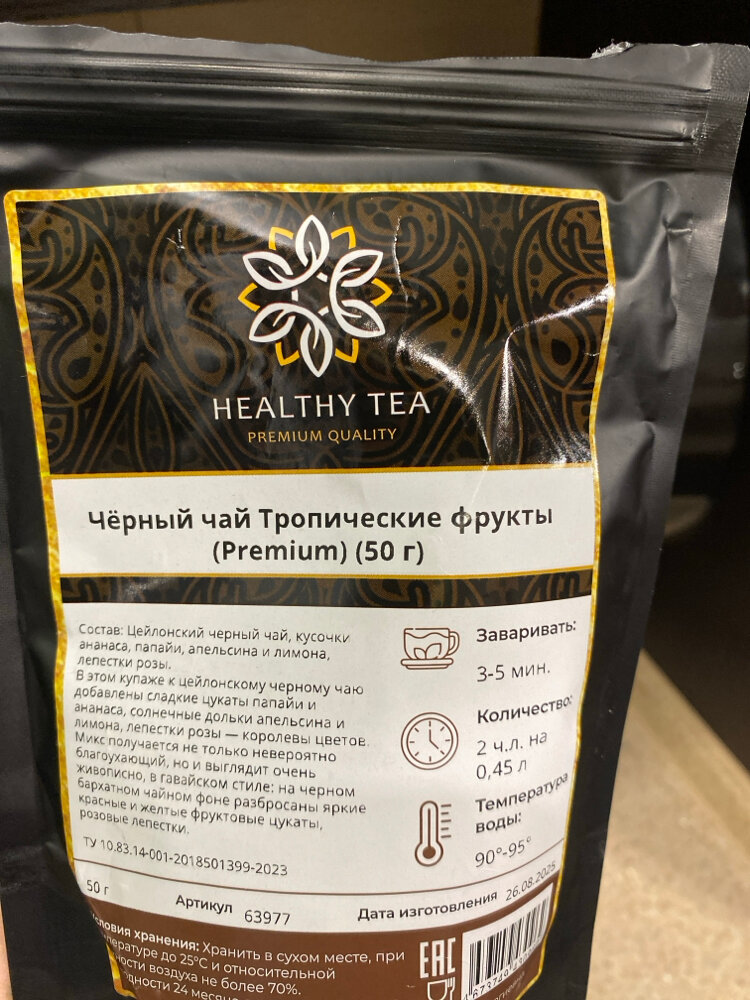 HEALTHY TEA
PREMIUM QUALITY
Чёрный чай Тропические фрукты
(Premium) (50 г)
Состав: Цейлонский черный чай, кусочки
ананаса, папайи, апельсина и лимона,
лепестки розы.
В этом купаже к цейлонскому черному чаю
добавлены сладкие цукаты папайи и
ананаса, солнечные дольки апельсина и
лимона, лепестки розы — королевы цветов.
Микс получается не только невероятно
благоухающий, но и выглядит очень
живописно, в гавайском стиле: на черном
бархатном чайном фоне разбросаны яркие
красные и желтые фруктовые цукаты,
розовые лепестки.
ТУ 10.83.14-001-2018501399-2023
Заваривать:
3-5 мин.
Количество:
2 ч.л. на
0,45 л
Температура
воды:
90°-95°
50 г
Артикул 63977
Дата изготовления 26.08.2025
хранения: Хранить в сухом месте, при
до 25°С и относительной
воздуха не более 70%.
24
EAC